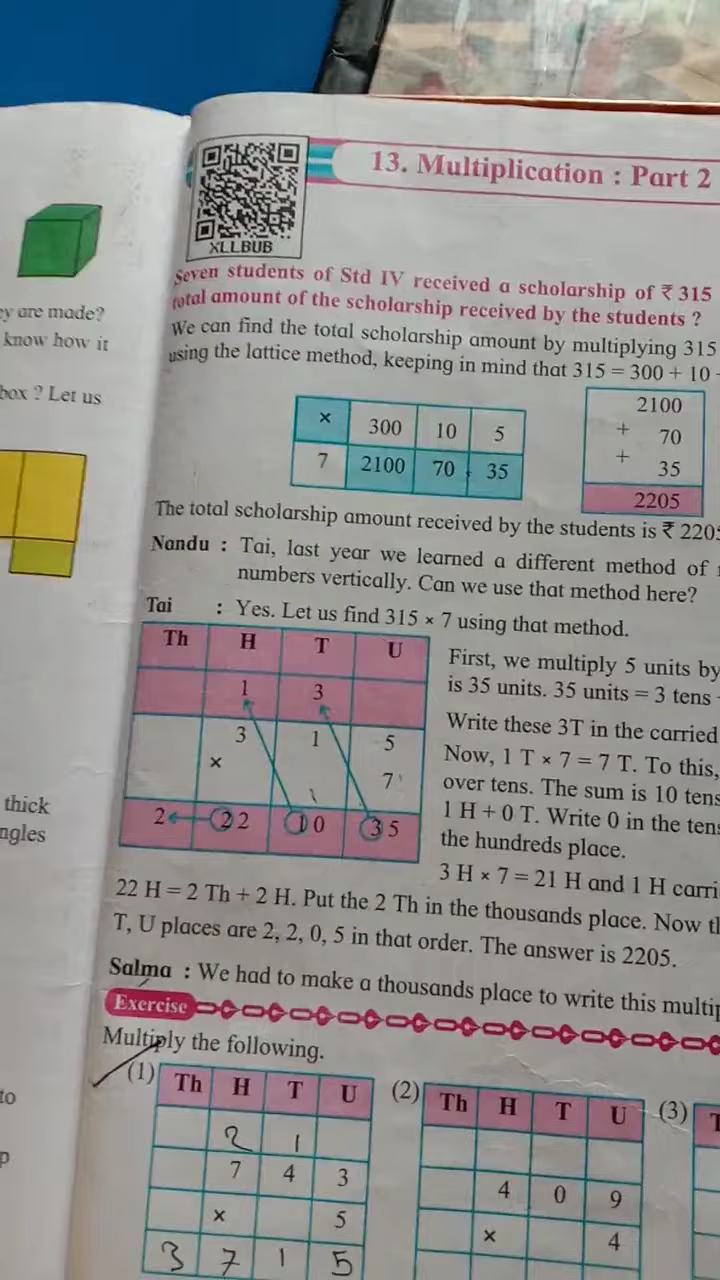 13. Multiplication : Part 2
XLLBUB
Seven students of Std IV received a scholarship of ₹ 315
total amount of the scholarship received by the students ?
We can find the total scholarship amount by multiplying 315
using the lattice method, keeping in mind that 315 = 300 + 10
× 300 10 5
7 2100 70 35
2100
+ 70
+ 35
2205
The total scholarship amount received by the students is ₹ 2205
Nandu : Tai, last year we learned a different method of
numbers vertically. Can we use that method here?
Tai : Yes. Let us find 315 × 7 using that method.
Th H T U
1 3
3 1 5
× 7
2 22 10 35
First, we multiply 5 units by
is 35 units. 35 units = 3 tens
Write these 3T in the carried
Now, 1 T × 7 = 7 T. To this,
over tens. The sum is 10 tens
1 H + 0 T. Write 0 in the tens
the hundreds place.
3 H × 7 = 21 H and 1 H carri
22 H = 2 Th + 2 H. Put the 2 Th in the thousands place. Now
T, U places are 2, 2, 0, 5 in that order. The answer is 2205.
Salma : We had to make a thousands place to write this multip
Exercise
Multiply the following.
(1) Th H T U
2 1
7 4 3
× 5
3 7 1 5
(2) Th H T U
4 0 9
× 4
(3)
ey are made?
know how it
box ? Let us
thick
ngles
to
p